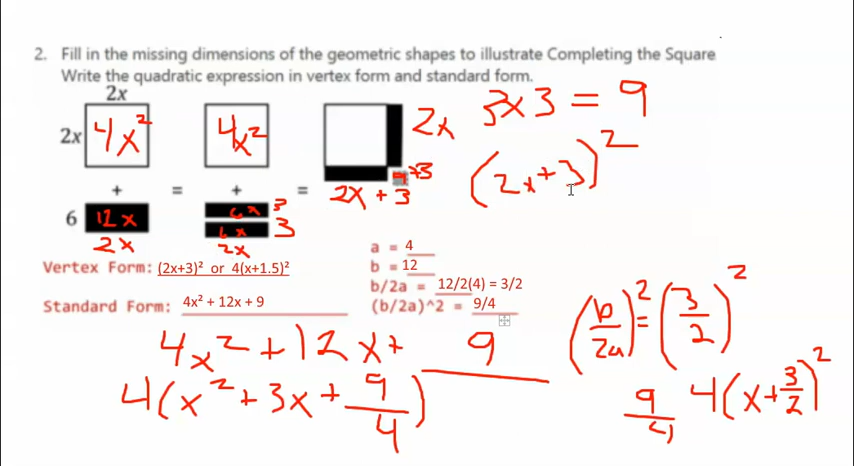 2. Fill in the missing dimensions of the geometric shapes to illustrate Completing the Square
Write the quadratic expression in vertex form and standard form.
2x
3x3 = 9
2x 4x² 4x² 2x
(2x+3)²
+ = + = +3
2x + 3
6 12x 6x 3
6x 3
2x 2x
a = 4
b = 12
Vertex Form: (2x+3)² or 4(x+1.5)²
b/2a = 12/2(4) = 3/2
Standard Form: 4x² + 12x + 9
(b/2a)^2 = 9/4
(b/2a)² = (3/2)²
4x² + 12x + 9
4(x² + 3x + 9/4)
9/4 4(x+3/2)²